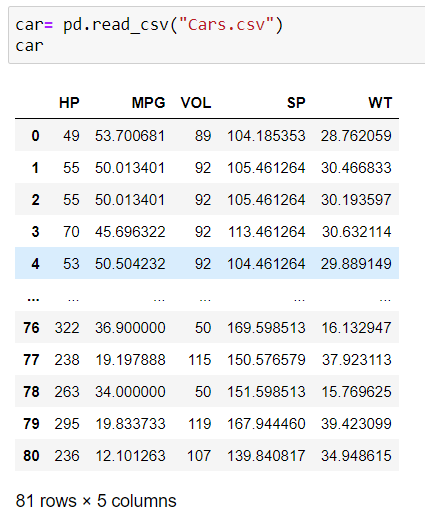 car= pd.read_csv("Cars.csv")
car
HP MPG VOL SP WT
0 49 53.700681 89 104.185353 28.762059
1 55 50.013401 92 105.461264 30.466833
2 55 50.013401 92 105.461264 30.193597
3 70 45.696322 92 113.461264 30.632114
4 53 50.504232 92 104.461264 29.889149
... ... ... ... ... ...
76 322 36.900000 50 169.598513 16.132947
77 238 19.197888 115 150.576579 37.923113
78 263 34.000000 50 151.598513 15.769625
79 295 19.833733 119 167.944460 39.423099
80 236 12.101263 107 139.840817 34.948615
81 rows × 5 columns